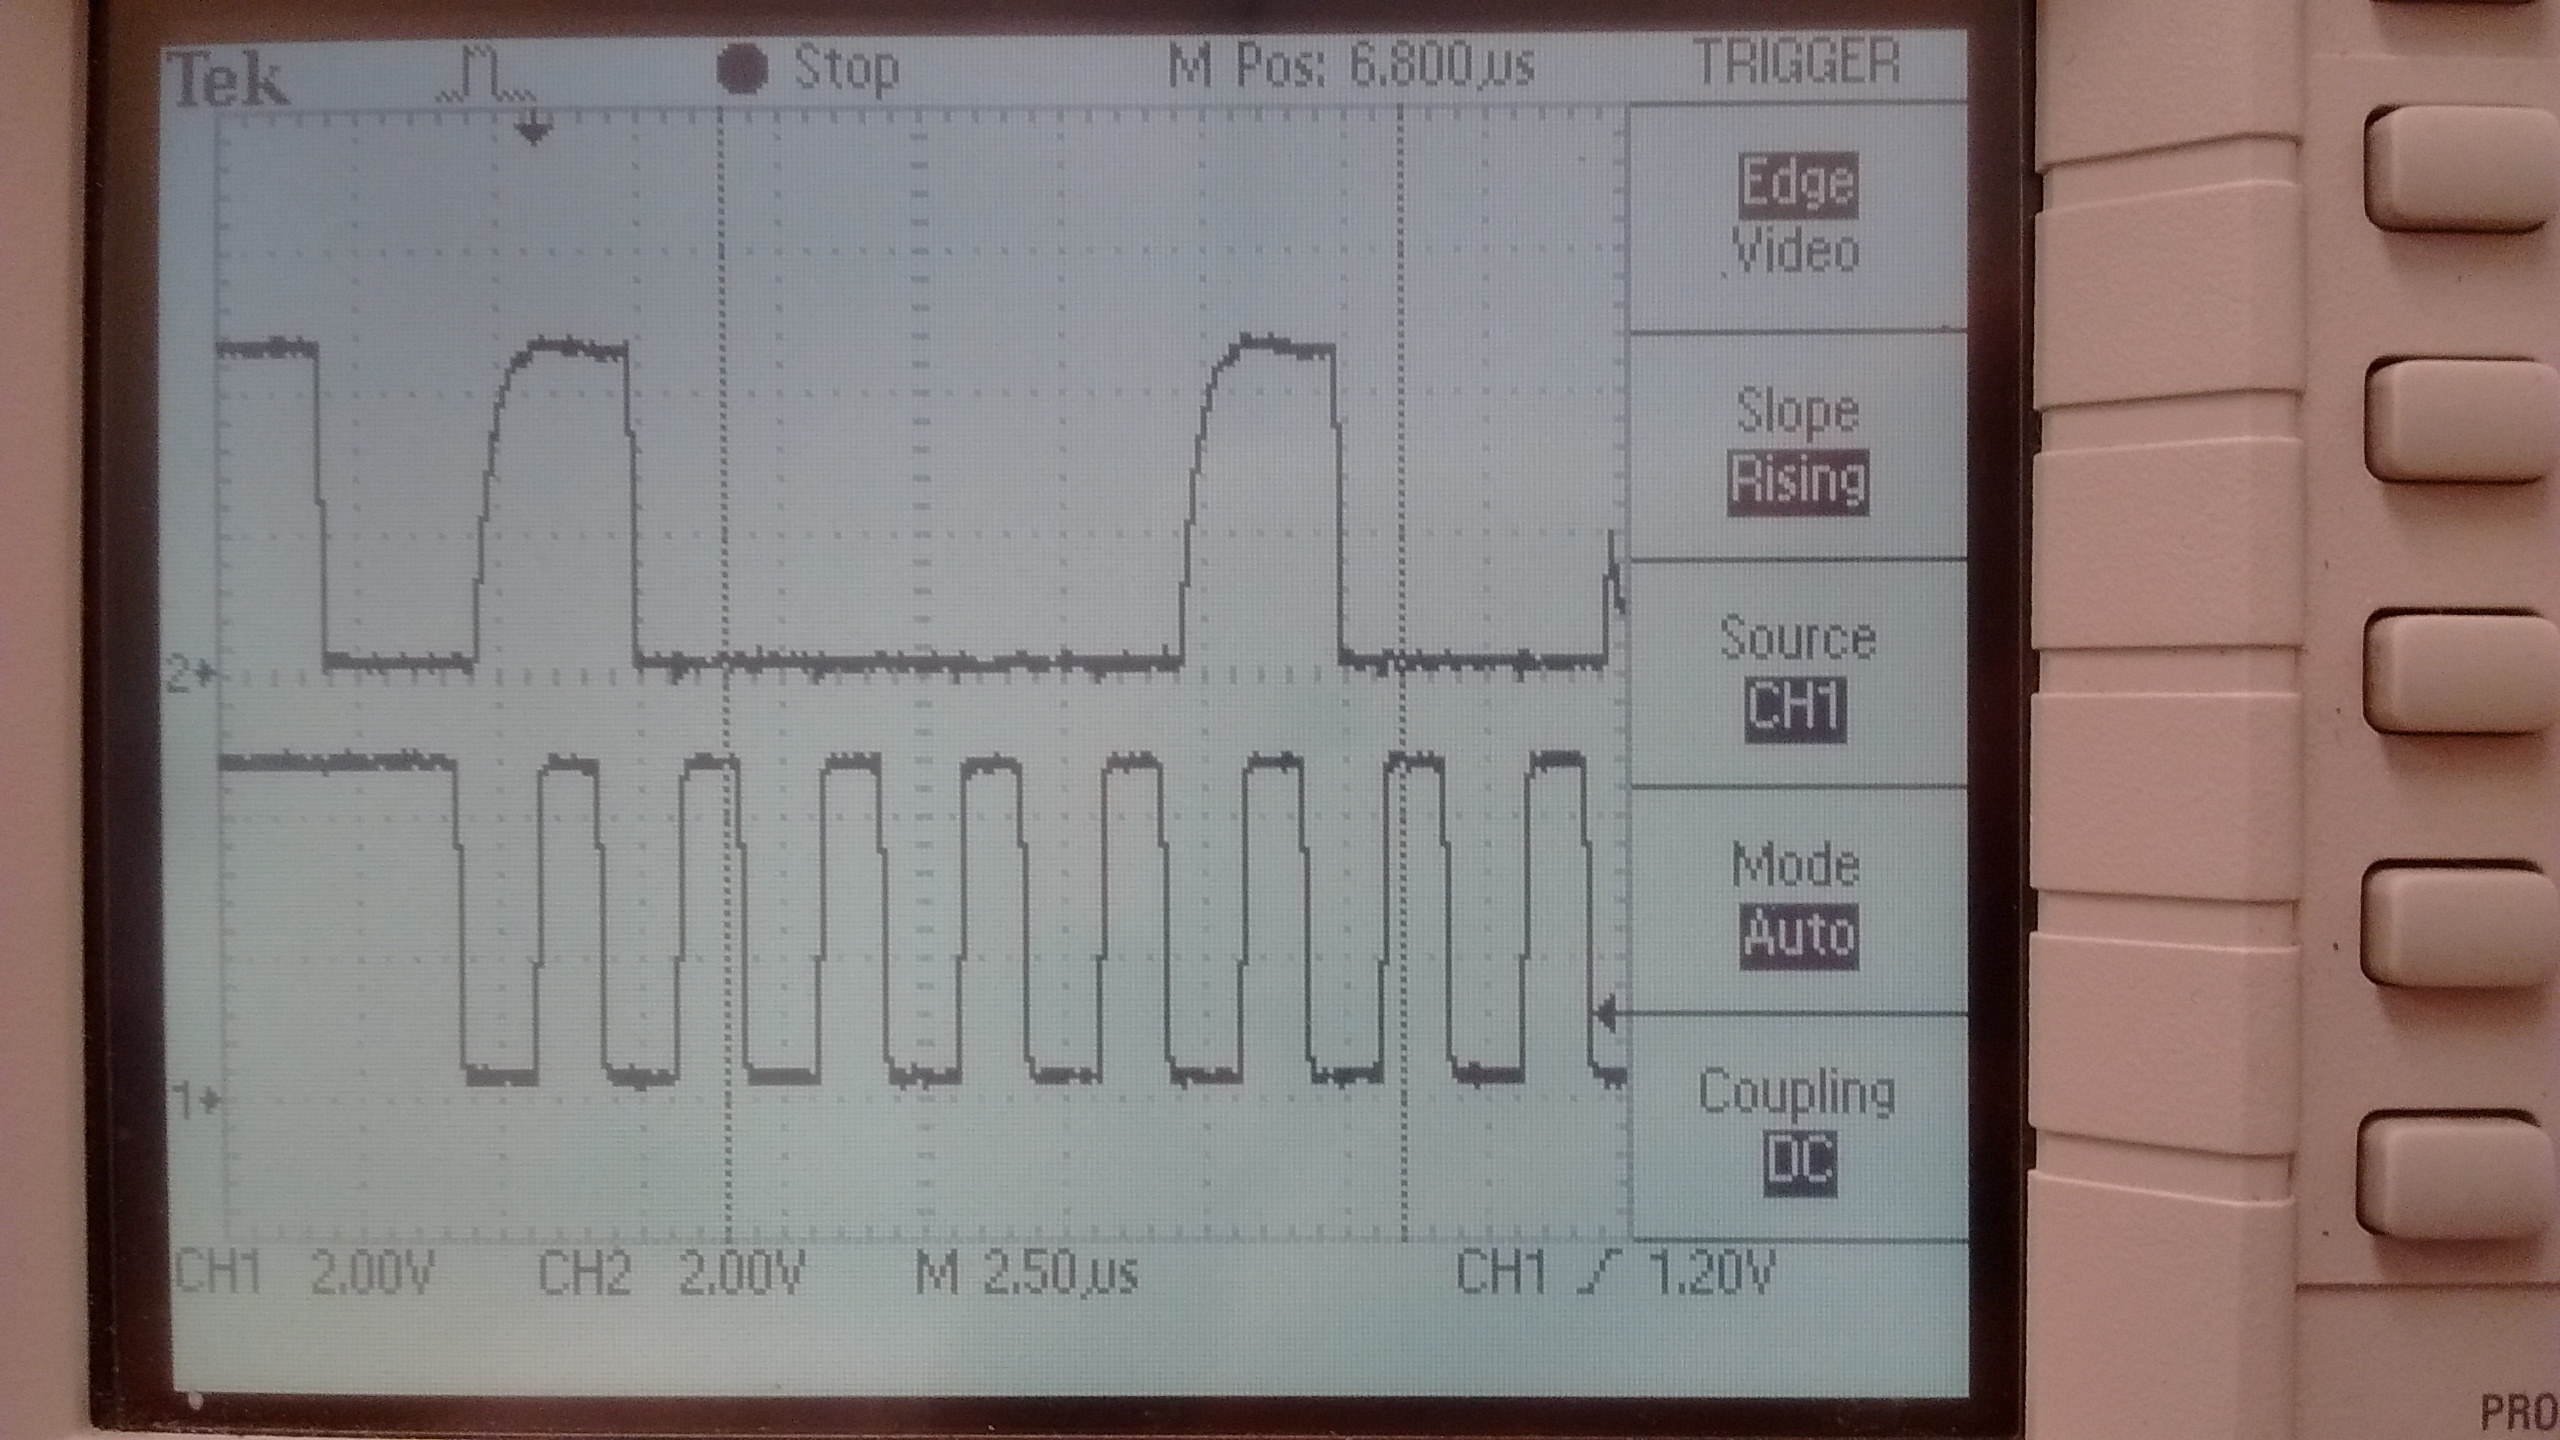 Tek Stop M Pos: 6.800µs TRIGGER
Edge
Video
Slope
Rising
Source
CH1
2
Mode
Auto
1
Coupling
DC
CH1 2.00V CH2 2.00V M 2.50µs CH1 1.20V
PRO